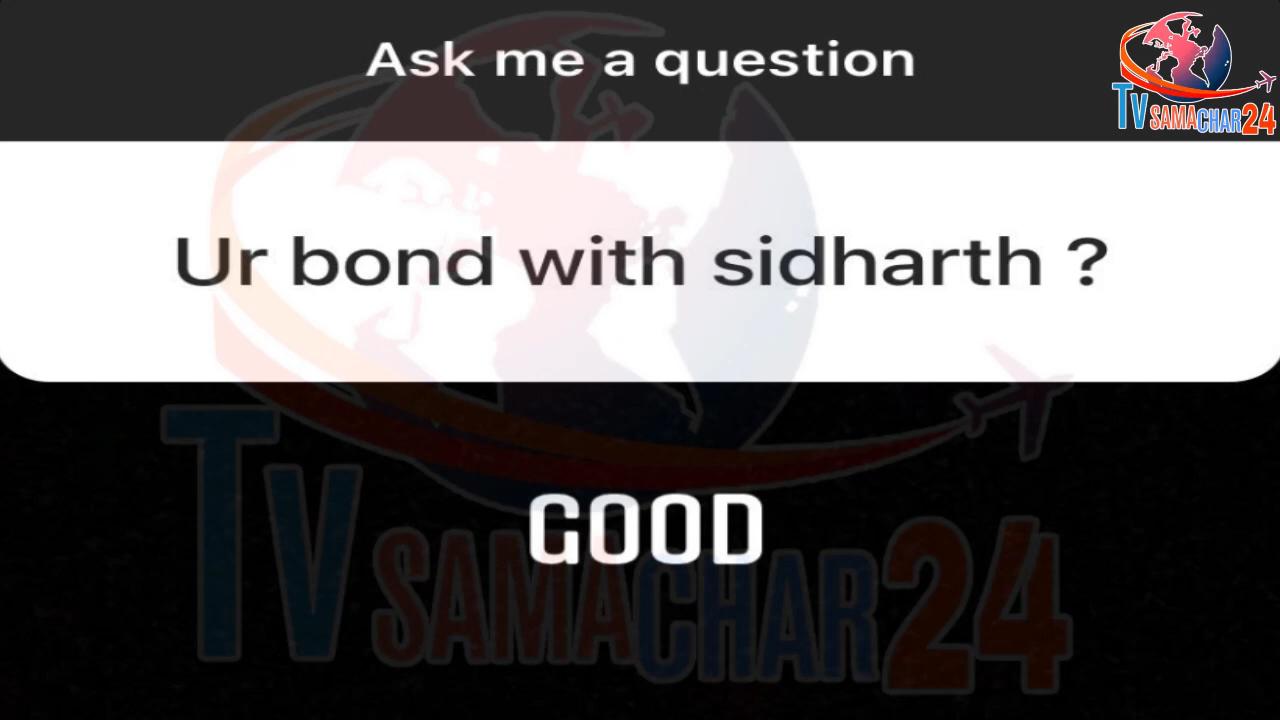 Ask me a question
TV SAMACHAR24
Ur bond with sidharth ?
GOOD
TV SAMACHAR24